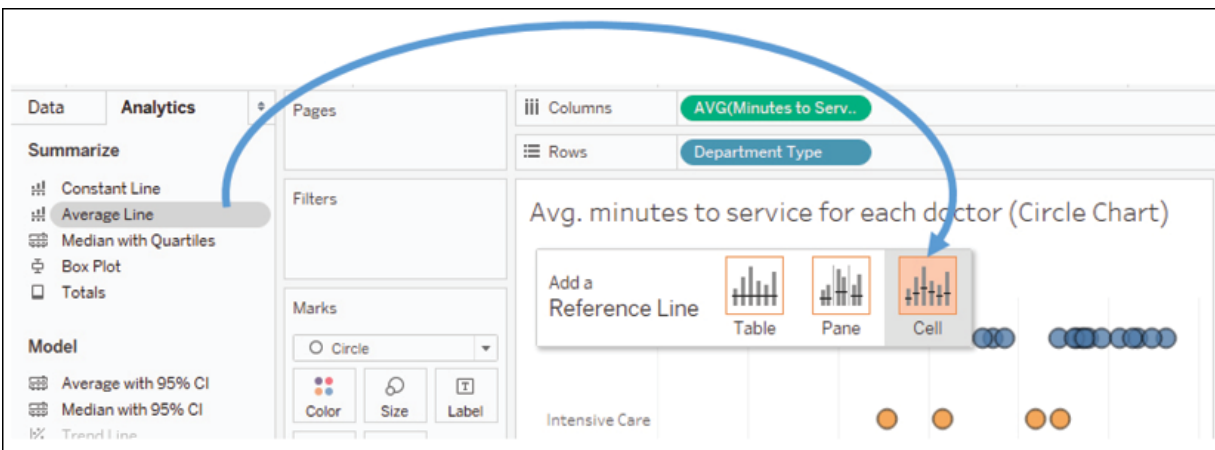 Data
Analytics
Summarize
Constant Line
Average Line
Median with Quartiles
Box Plot
Totals
Model
Average with 95% CI
Median with 95% CI
Trend Line
Pages
Filters
Marks
Circle
Color
Size
Label
Columns
AVG(Minutes to Serv..
Rows
Department Type
Avg. minutes to service for each doctor (Circle Chart)
Add a
Reference Line
Table
Pane
Cell
Intensive Care